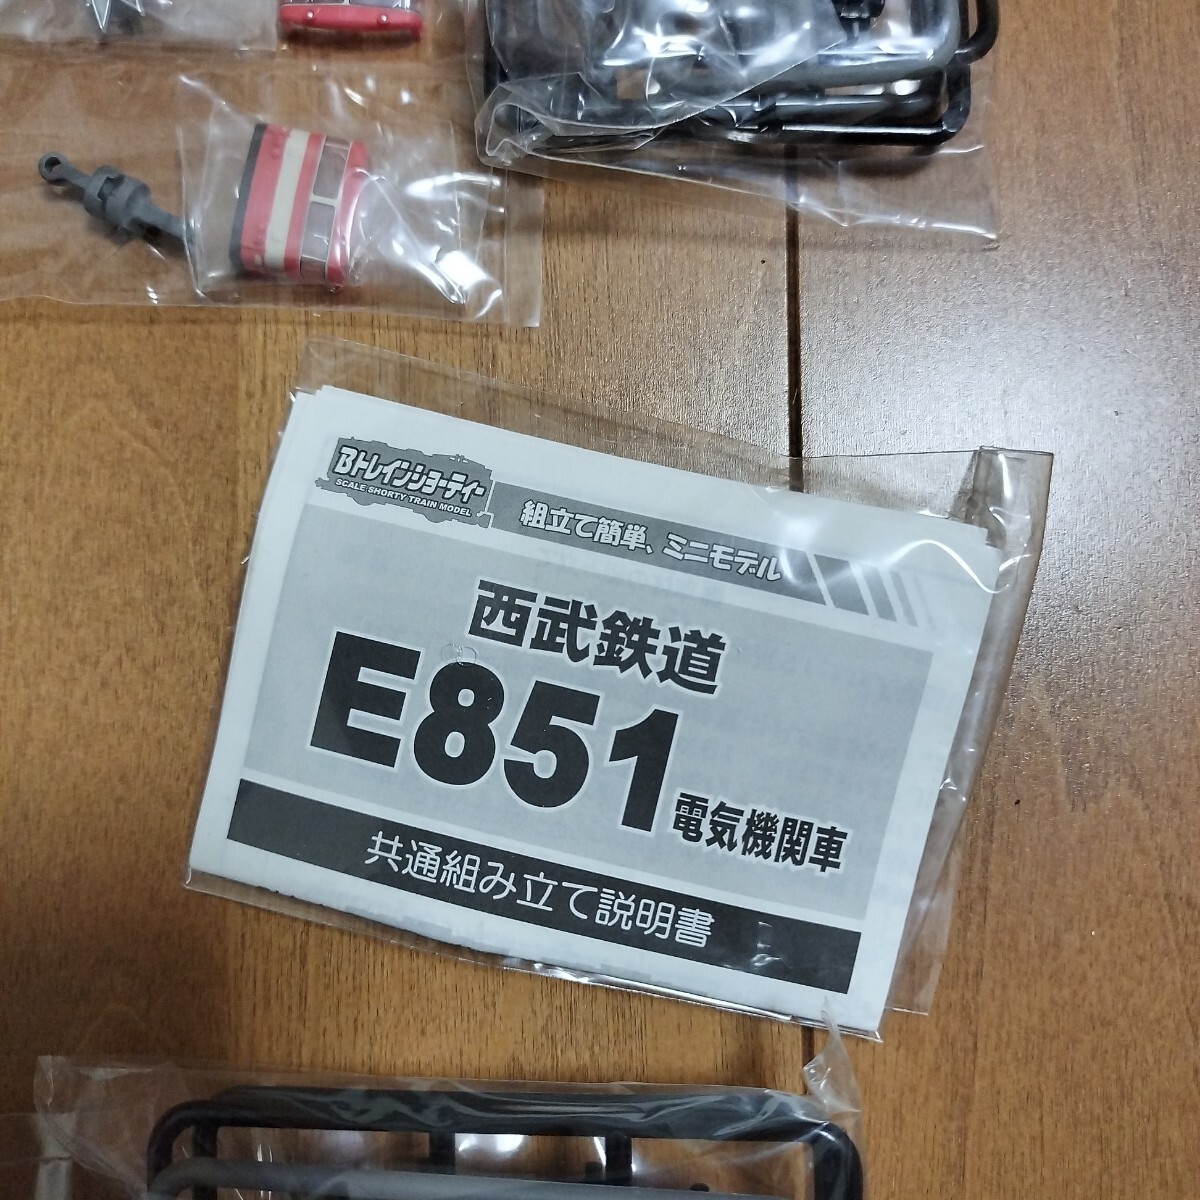 Bトレインショーティー
SCALE SHORTY TRAIN MODEL
組立て簡単、ミニモデル
西武鉄道
E851
電気機関車
共通組み立て説明書